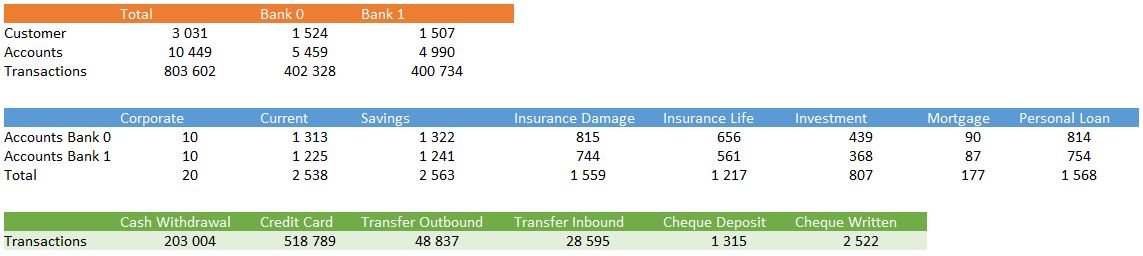 Total Bank 0 Bank 1
Customer 3 031 1 524 1 507
Accounts 10 449 5 459 4 990
Transactions 803 602 402 328 400 734
Corporate Current Savings Insurance Damage Insurance Life Investment Mortgage Personal Loan
Accounts Bank 0 10 1 313 1 322 815 656 439 90 814
Accounts Bank 1 10 1 225 1 241 744 561 368 87 754
Total 20 2 538 2 563 1 559 1 217 807 177 1 568
Cash Withdrawal Credit Card Transfer Outbound Transfer Inbound Cheque Deposit Cheque Written
Transactions 203 004 518 789 48 837 28 595 1 315 2 522